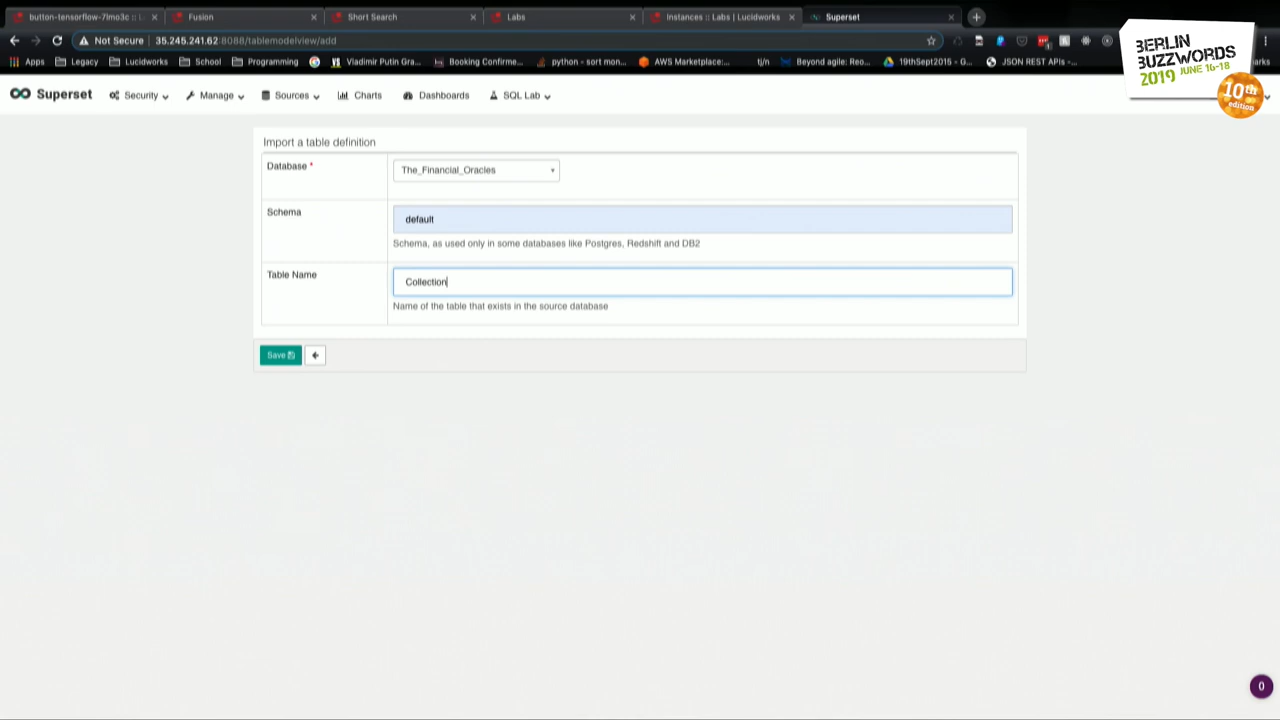 button-tensorflow-7lmo3c :: L
Fusion
Short Search
Labs
Instances :: Labs | Lucidworks
Superset
Not Secure
35.245.241.62:8088/tablemodelview/add
Apps
Legacy
Lucidworks
School
Programming
Vladimir Putin Gra...
Booking Confirme...
python - sort mon...
AWS Marketplace:...
t/n
Beyond agile: Reo...
19thSept2015 - G...
JSON REST APIs -...
BERLIN
BUZZWORDS
2019 JUNE 16-18
10th
edition
Superset
Security
Manage
Sources
Charts
Dashboards
SQL Lab
Import a table definition
Database *
The_Financial_Oracles
Schema
default
Schema, as used only in some databases like Postgres, Redshift and DB2
Table Name
Collection
Name of the table that exists in the source database
Save
0